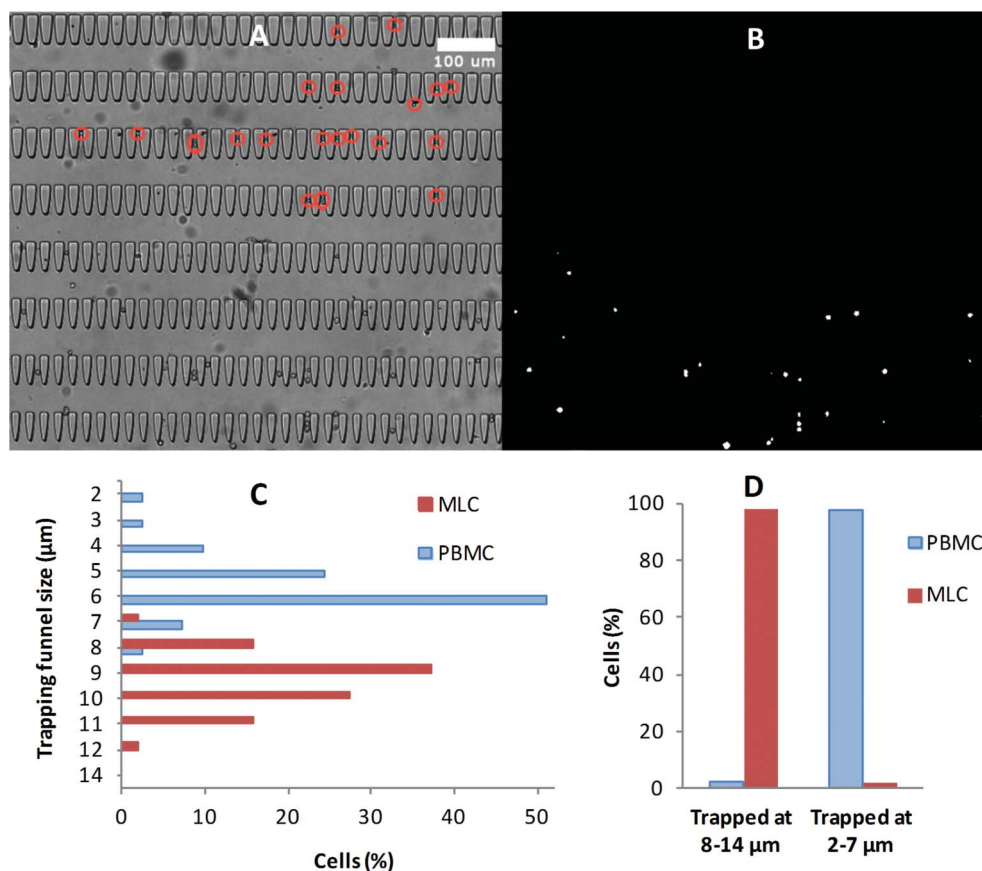 A
100 um
B
C
Trapping funnel size (µm)
2
3
4
5
6
7
8
9
10
11
12
14
MLC
PBMC
0 10 20 30 40 50
Cells (%)
D
Cells (%)
100
80
60
40
20
0
PBMC
MLC
Trapped at
8-14 µm
Trapped at
2-7 µm